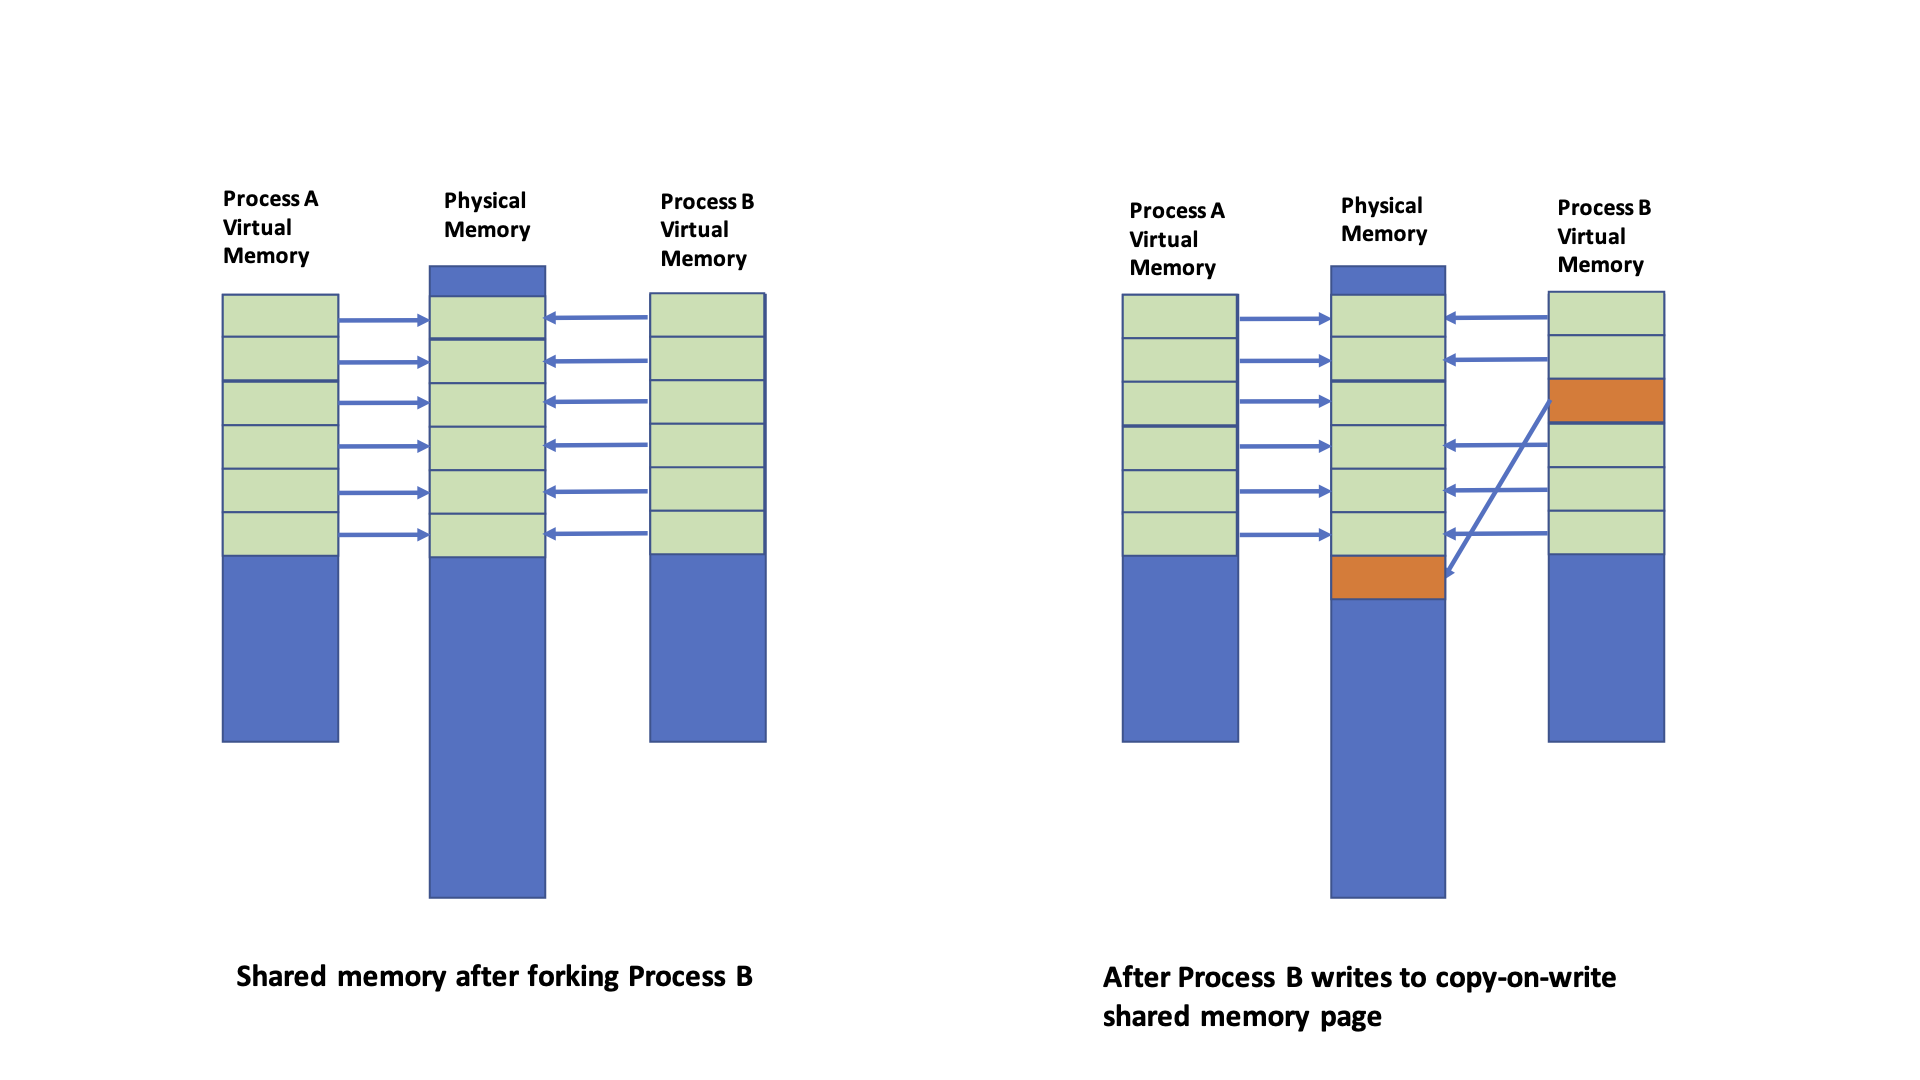 Process A
Virtual
Memory
Physical
Memory
Process B
Virtual
Memory
Shared memory after forking Process B
Process A
Virtual
Memory
Physical
Memory
Process B
Virtual
Memory
After Process B writes to copy-on-write
shared memory page